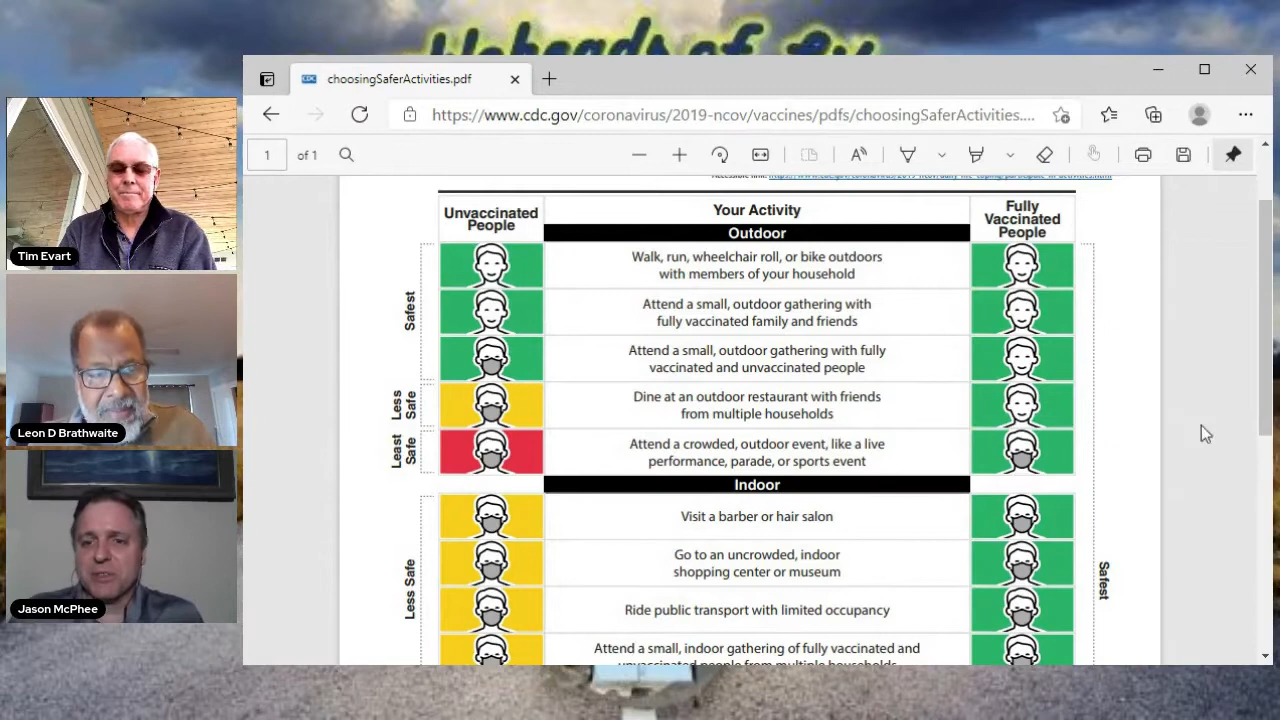 choosingSaferActivities.pdf
https://www.cdc.gov/coronavirus/2019-ncov/vaccines/pdfs/choosingSaferActivities....
1 of 1
Unvaccinated People
Your Activity
Fully Vaccinated People
Outdoor
Walk, run, wheelchair roll, or bike outdoors
with members of your household
Safest
Attend a small, outdoor gathering with
fully vaccinated family and friends
Attend a small, outdoor gathering with fully
vaccinated and unvaccinated people
Less Safe
Dine at an outdoor restaurant with friends
from multiple households
Least Safe
Attend a crowded, outdoor event, like a live
performance, parade, or sports event
Indoor
Visit a barber or hair salon
Less Safe
Go to an uncrowded, indoor
shopping center or museum
Safest
Ride public transport with limited occupancy
Attend a small, indoor gathering of fully vaccinated and
unvaccinated people from multiple households
Tim Evart
Leon D Brathwaite
Jason McPhee